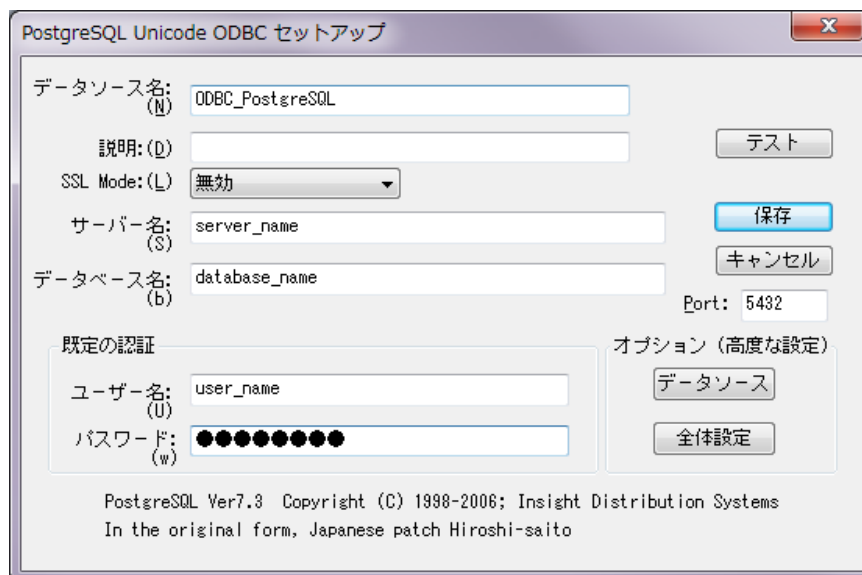 PostgreSQL Unicode ODBC セットアップ
データソース名:
(N)
ODBC_PostgreSQL
説明:(D)
テスト
SSL Mode:(L)
無効
サーバー名:
(S)
server_name
保存
キャンセル
データベース名:
(b)
database_name
Port: 5432
既定の認証
オプション (高度な設定)
ユーザー名:
(U)
user_name
データソース
パスワード:
(w)
●●●●●●●●
全体設定
PostgreSQL Ver7.3 Copyright (C) 1998-2006; Insight Distribution Systems
In the original form, Japanese patch Hiroshi-saito